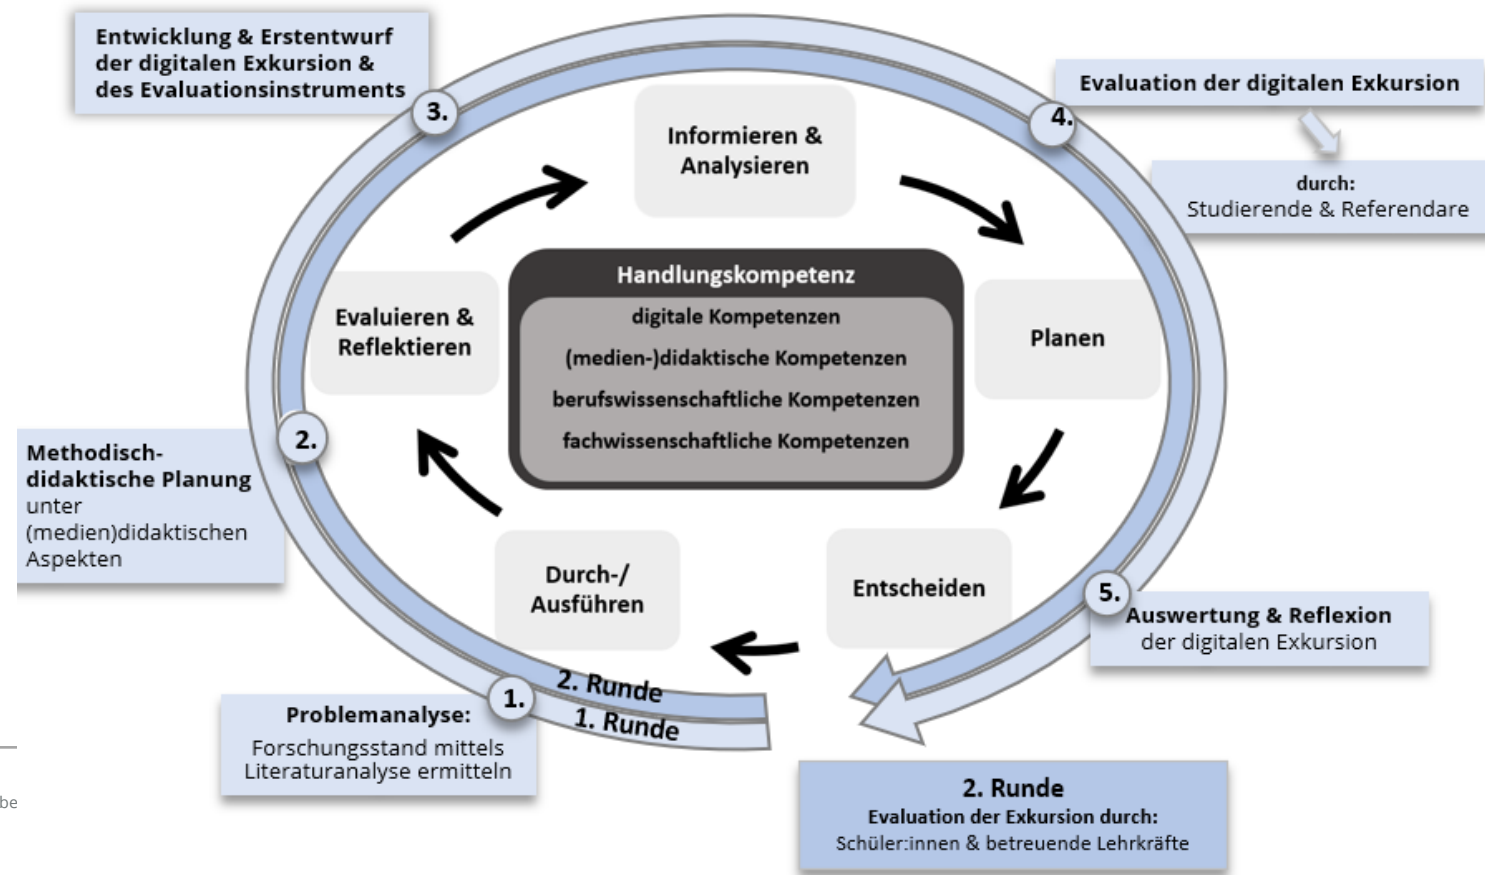 Entwicklung & Erstentwurf
der digitalen Exkursion &
des Evaluationsinstruments
3.
4.
Evaluation der digitalen Exkursion
durch:
Studierende & Referendare
Informieren &
Analysieren
Handlungskompetenz
digitale Kompetenzen
(medien-)didaktische Kompetenzen
berufswissenschaftliche Kompetenzen
fachwissenschaftliche Kompetenzen
Evaluieren &
Reflektieren
Planen
2.
Methodisch-
didaktische Planung
unter
(medien)didaktischen
Aspekten
Durch-/
Ausführen
Entscheiden
5.
Auswertung & Reflexion
der digitalen Exkursion
2. Runde
1. Runde
1.
Problemanalyse:
Forschungsstand mittels
Literaturanalyse ermitteln
2. Runde
Evaluation der Exkursion durch:
Schüler:innen & betreuende Lehrkräfte
be